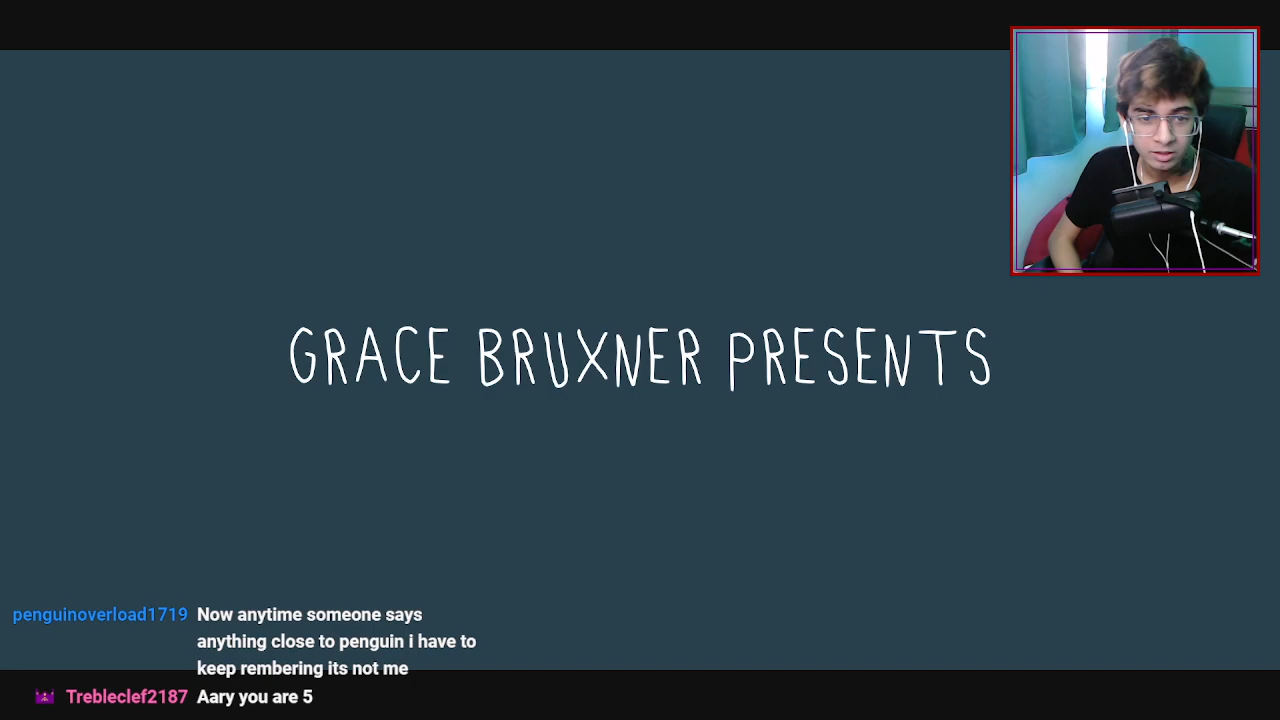 GRACE BRUXNER PRESENTS
penguinoverload1719 Now anytime someone says
anything close to penguin i have to
keep rembering its not me
Trebleclef2187 Aary you are 5